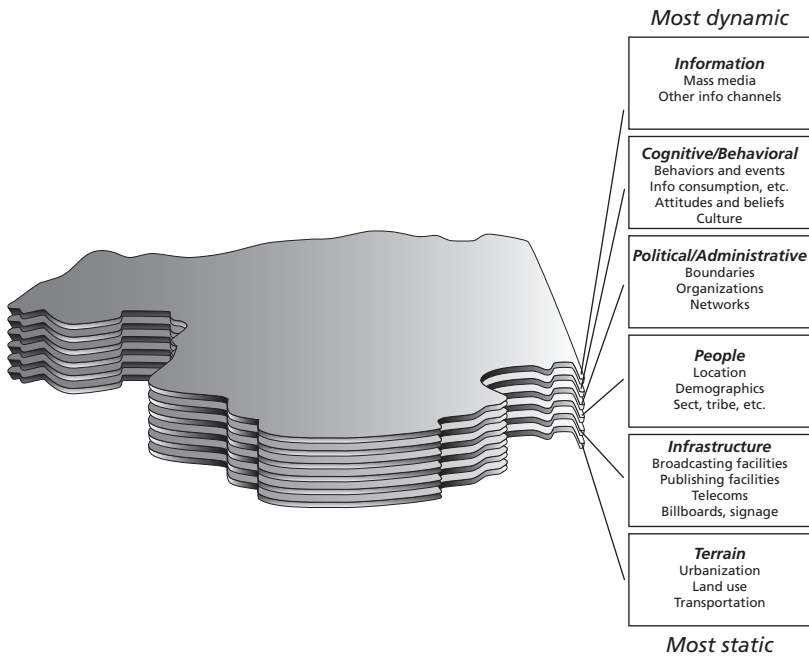 Most dynamic
Information
Mass media
Other info channels
Cognitive/Behavioral
Behaviors and events
Info consumption, etc.
Attitudes and beliefs
Culture
Political/Administrative
Boundaries
Organizations
Networks
People
Location
Demographics
Sect, tribe, etc.
Infrastructure
Broadcasting facilities
Publishing facilities
Telecoms
Billboards, signage
Terrain
Urbanization
Land use
Transportation
Most static